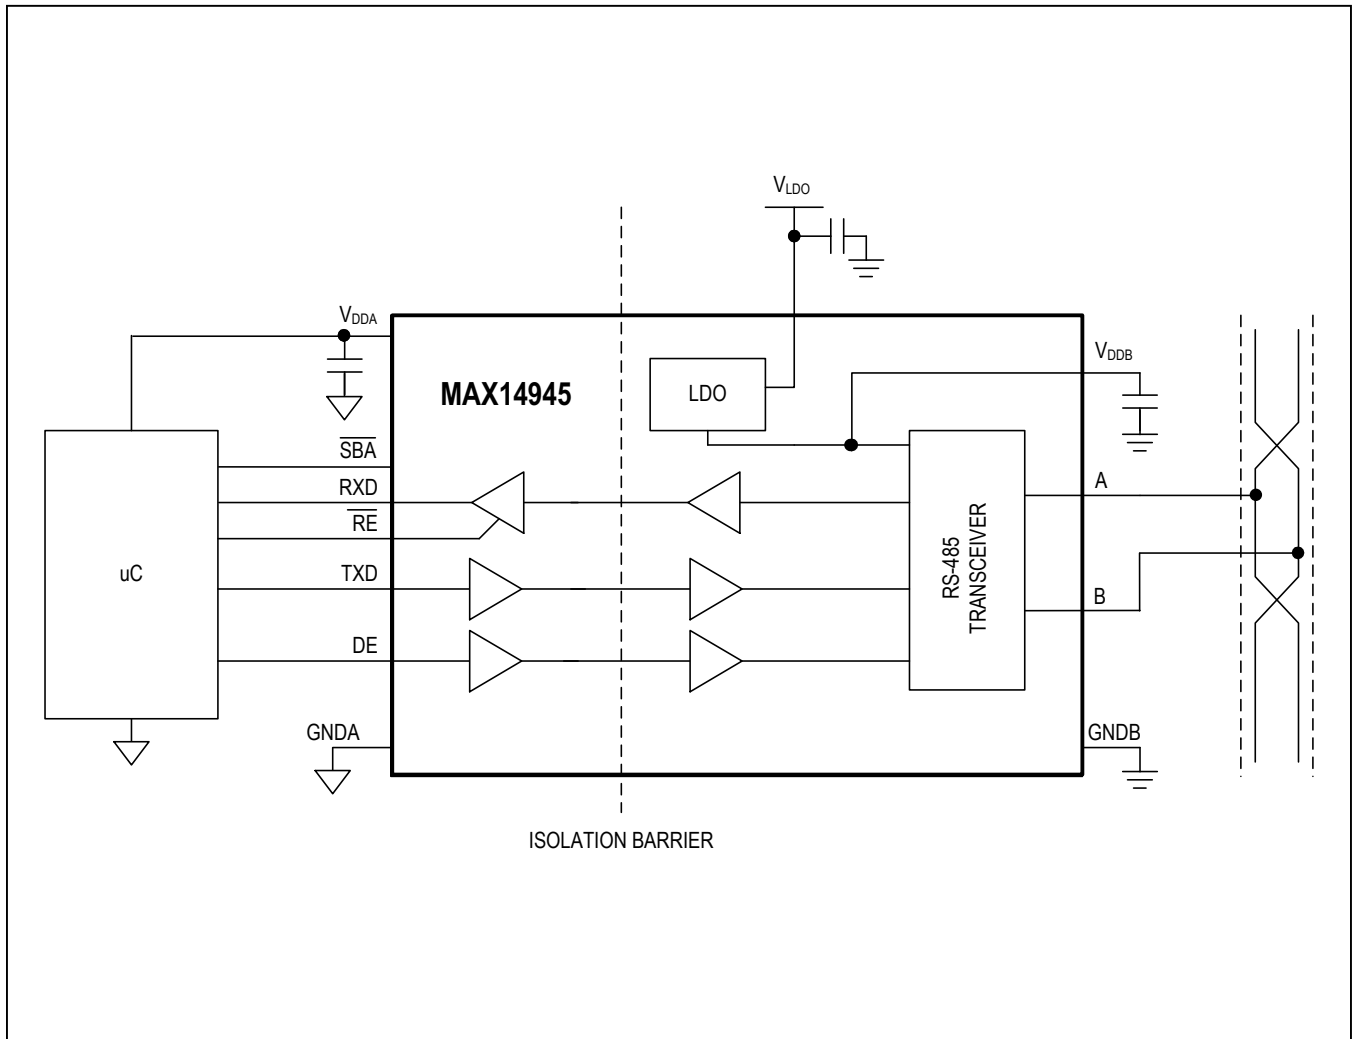 VLDO
VDDA
VDDB
MAX14945
LDO
SBA
RXD
RE
TXD
DE
uC
RS-485
TRANSCEIVER
A
B
GNDA
GNDB
ISOLATION BARRIER